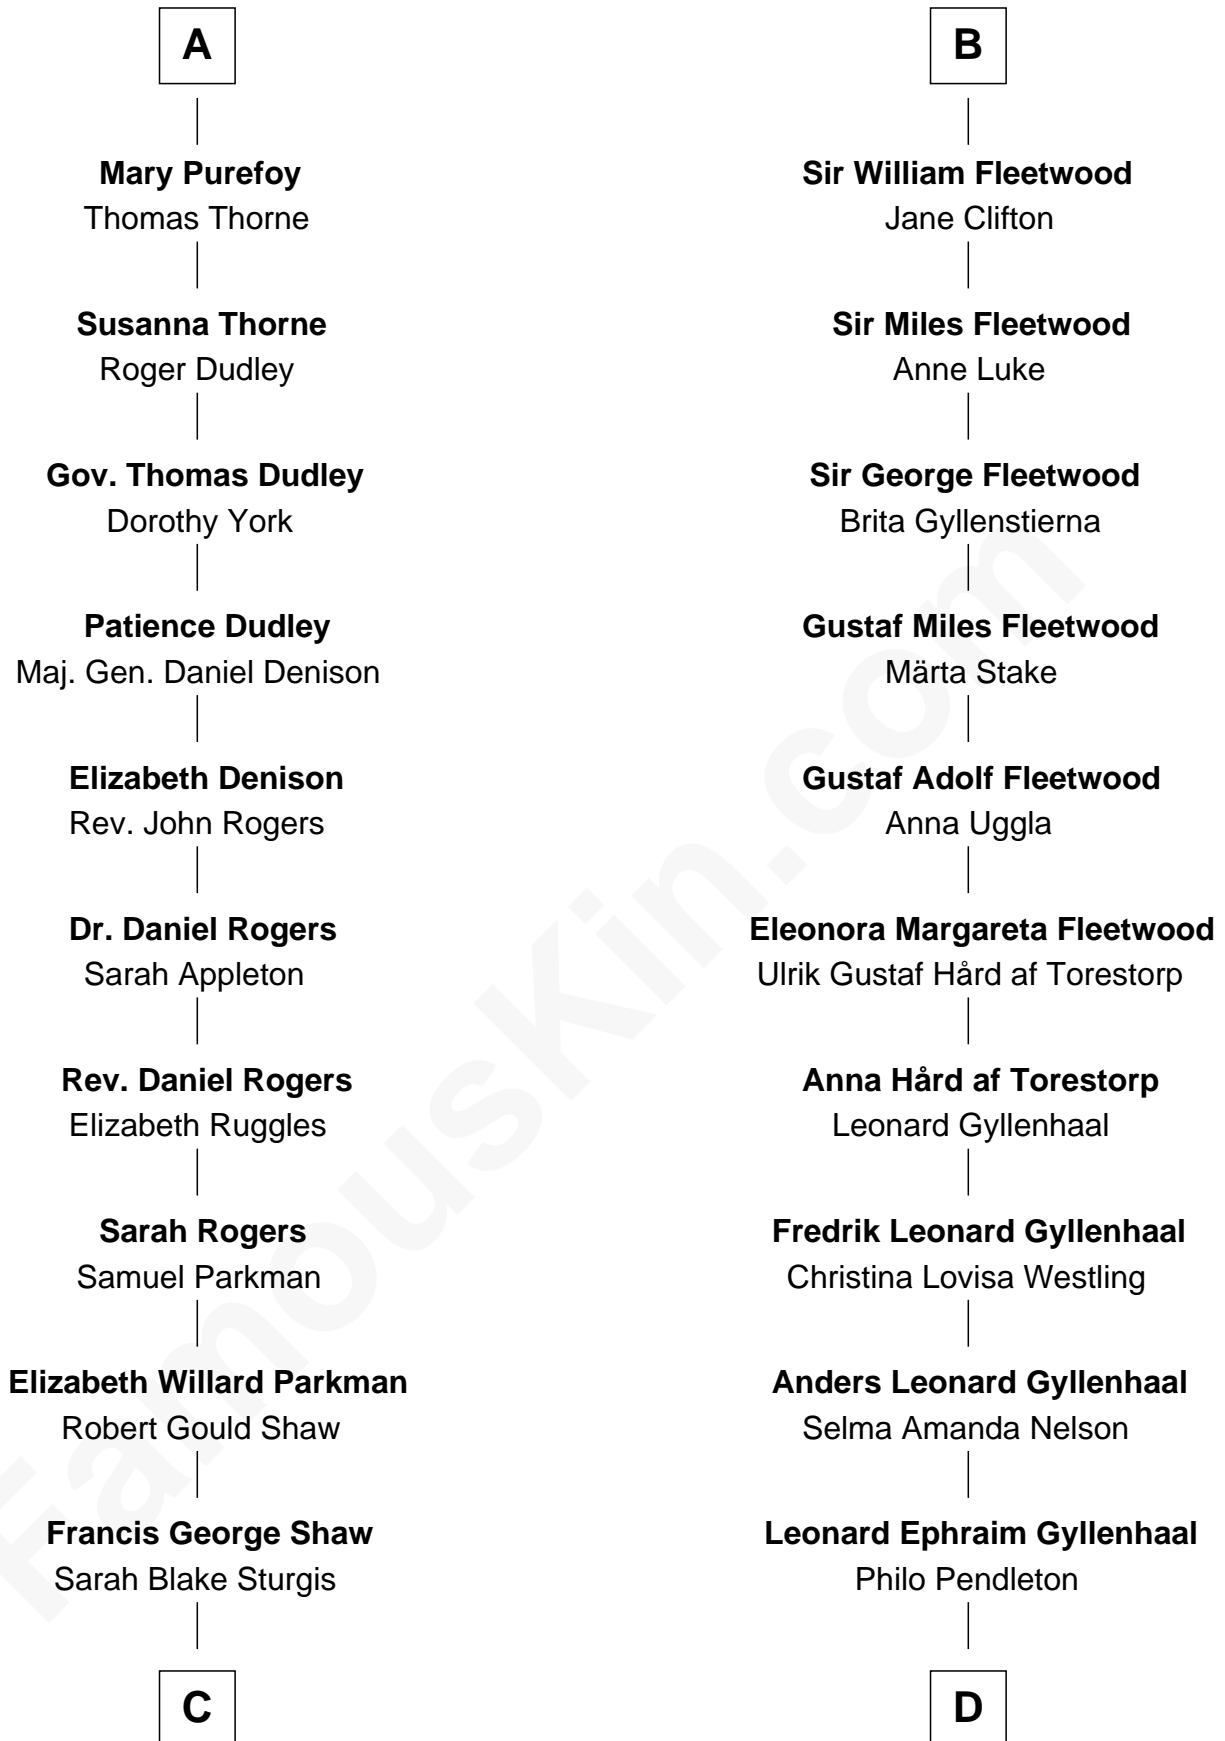 A
Mary Purefoy
Thomas Thorne
Susanna Thorne
Roger Dudley
Gov. Thomas Dudley
Dorothy York
Patience Dudley
Maj. Gen. Daniel Denison
Elizabeth Denison
Rev. John Rogers
Dr. Daniel Rogers
Sarah Appleton
Rev. Daniel Rogers
Elizabeth Ruggles
Sarah Rogers
Samuel Parkman
Elizabeth Willard Parkman
Robert Gould Shaw
Francis George Shaw
Sarah Blake Sturgis
C
B
Sir William Fleetwood
Jane Clifton
Sir Miles Fleetwood
Anne Luke
Sir George Fleetwood
Brita Gyllenstierna
Gustaf Miles Fleetwood
Märta Stake
Gustaf Adolf Fleetwood
Anna Uggla
Eleonora Margareta Fleetwood
Ulrik Gustaf Hård af Torestorp
Anna Hård af Torestorp
Leonard Gyllenhaal
Fredrik Leonard Gyllenhaal
Christina Lovisa Westling
Anders Leonard Gyllenhaal
Selma Amanda Nelson
Leonard Ephraim Gyllenhaal
Philo Pendleton
D
FamousKin.com